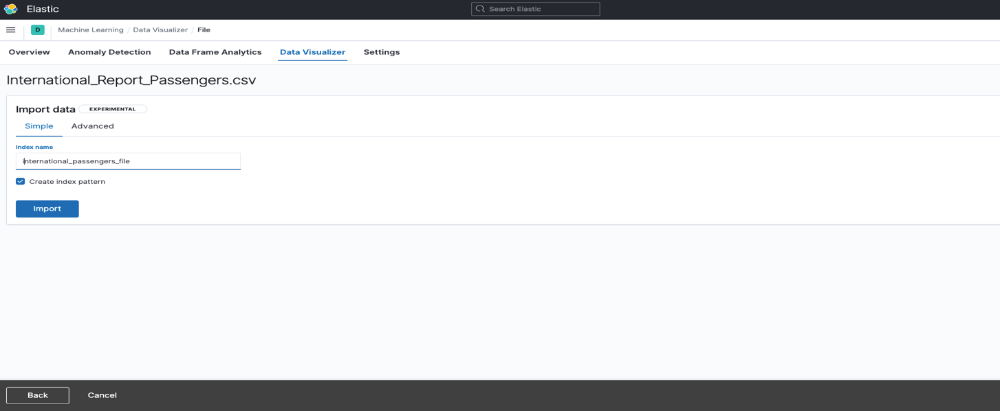 Elastic
Search Elastic
D
Machine Learning / Data Visualizer / File
Overview Anomaly Detection Data Frame Analytics Data Visualizer Settings
International_Report_Passengers.csv
Import data EXPERIMENTAL
Simple Advanced
Index name
international_passengers_file
Create index pattern
Import
Back Cancel